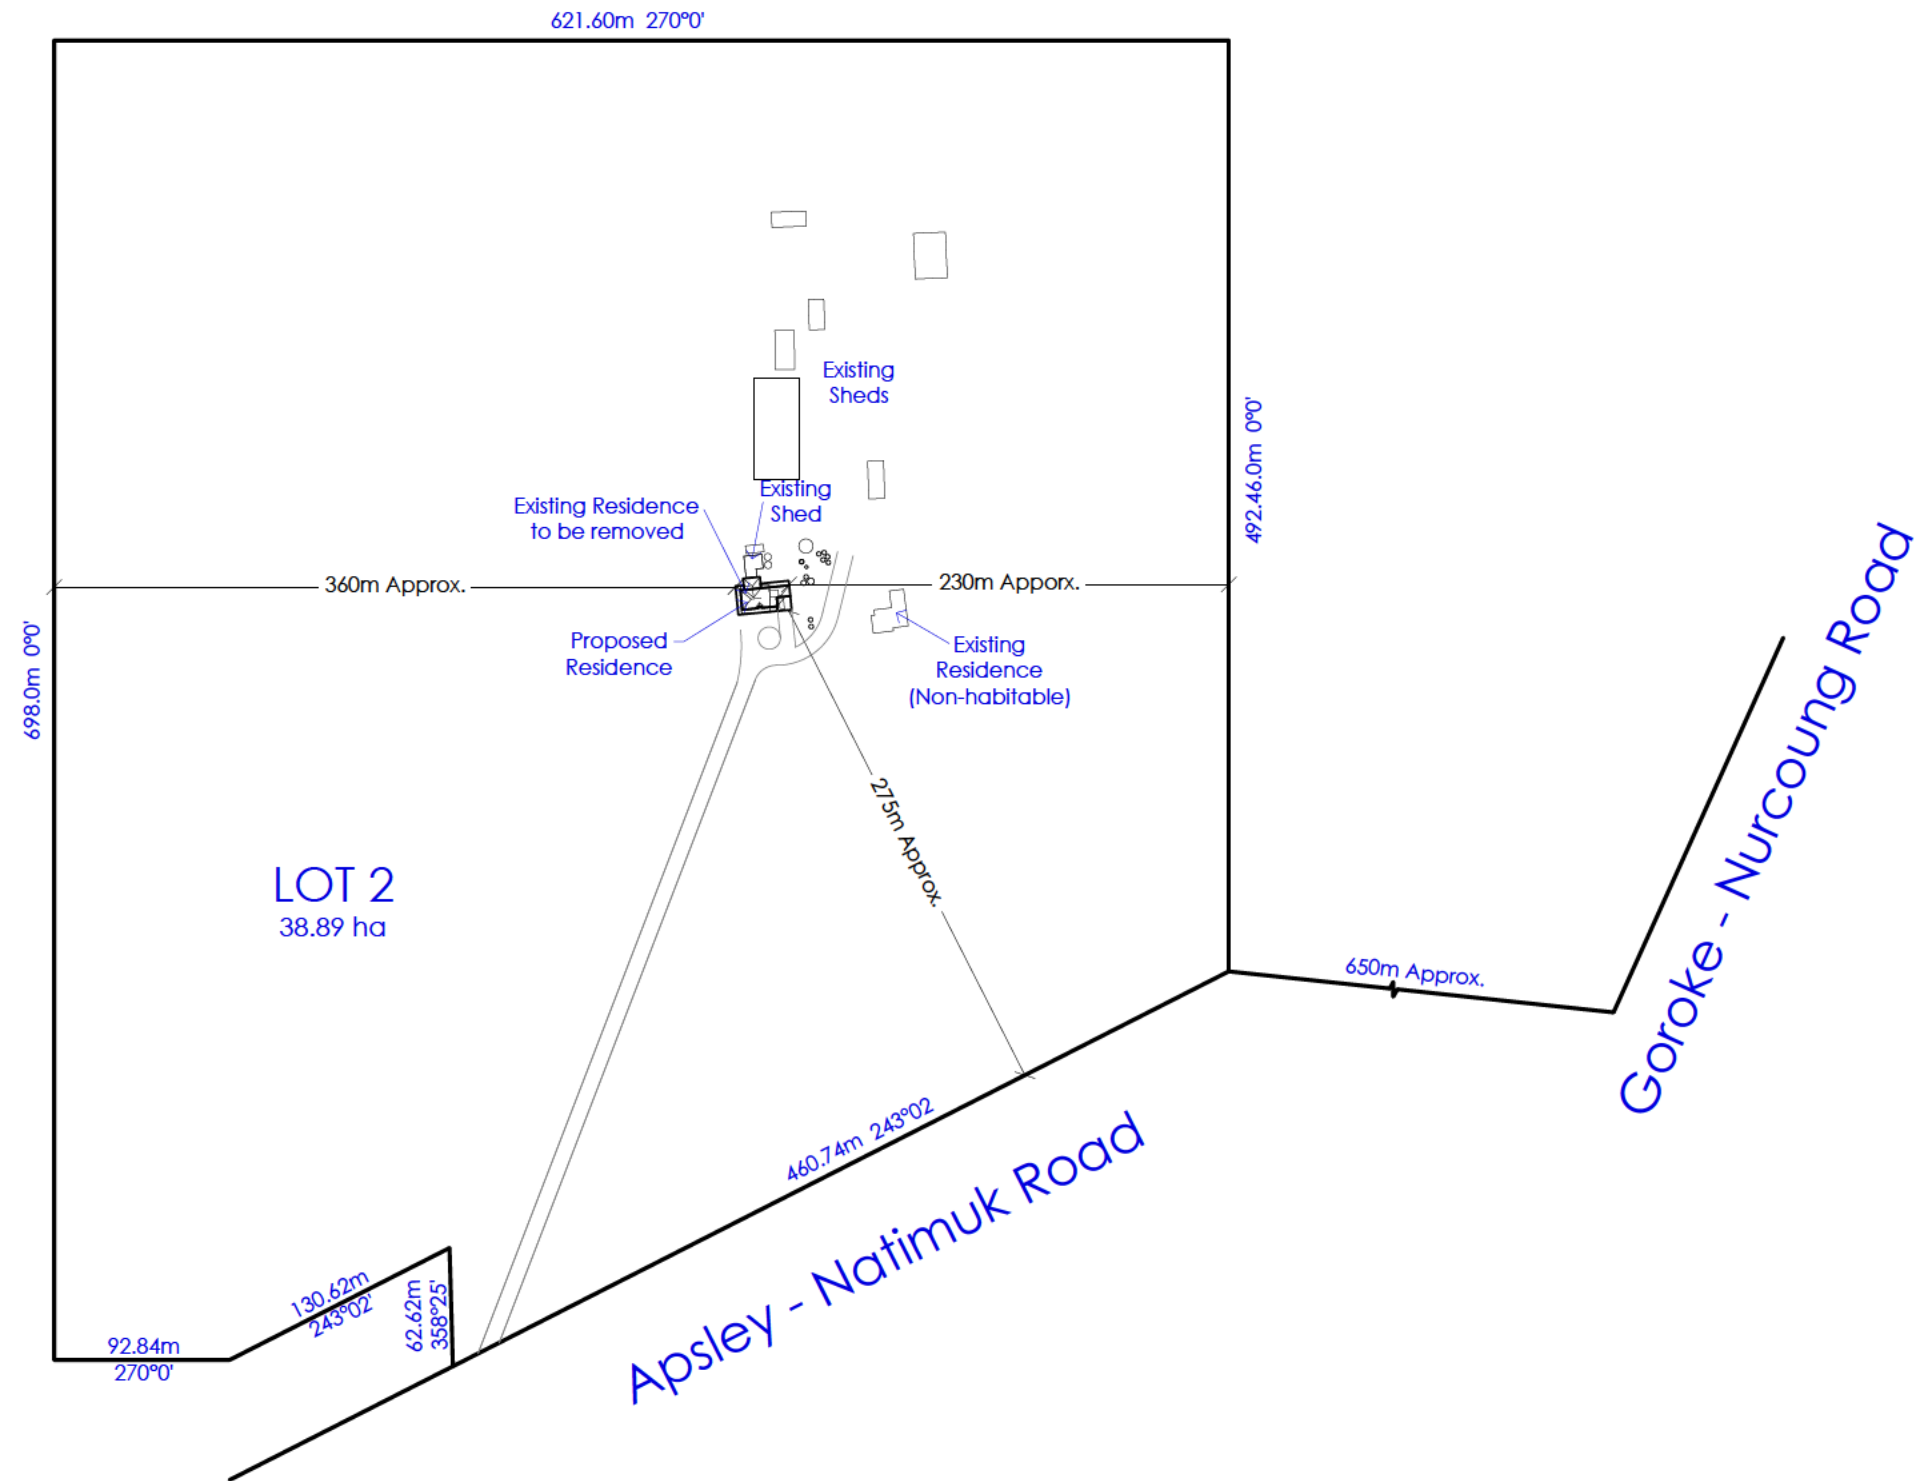 621.60m 270°0'
Existing
Sheds
492.46.0m 0°0'
Existing Residence
to be removed
Existing
Shed
360m Approx.
230m Apporx.
698.0m 0°0'
Proposed
Residence
Existing
Residence
(Non-habitable)
Goroke - Nurcoung Road
275m Approx.
LOT 2
38.89 ha
650m Approx.
460.74m 243°02
Apsley - Natimuk Road
130.62m
243°02'
62.62m
358°25'
92.84m
270°0'